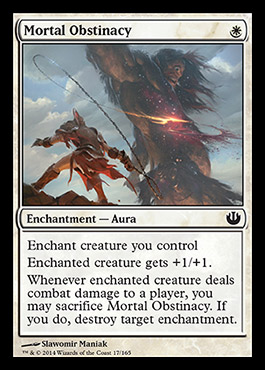 Mortal Obstinacy
Enchantment — Aura
Enchant creature you control
Enchanted creature gets +1/+1.
Whenever enchanted creature deals
combat damage to a player, you
may sacrifice Mortal Obstinacy. If
you do, destroy target enchantment.
Slawomir Maniak
™ & © 2014 Wizards of the Coast 17/165